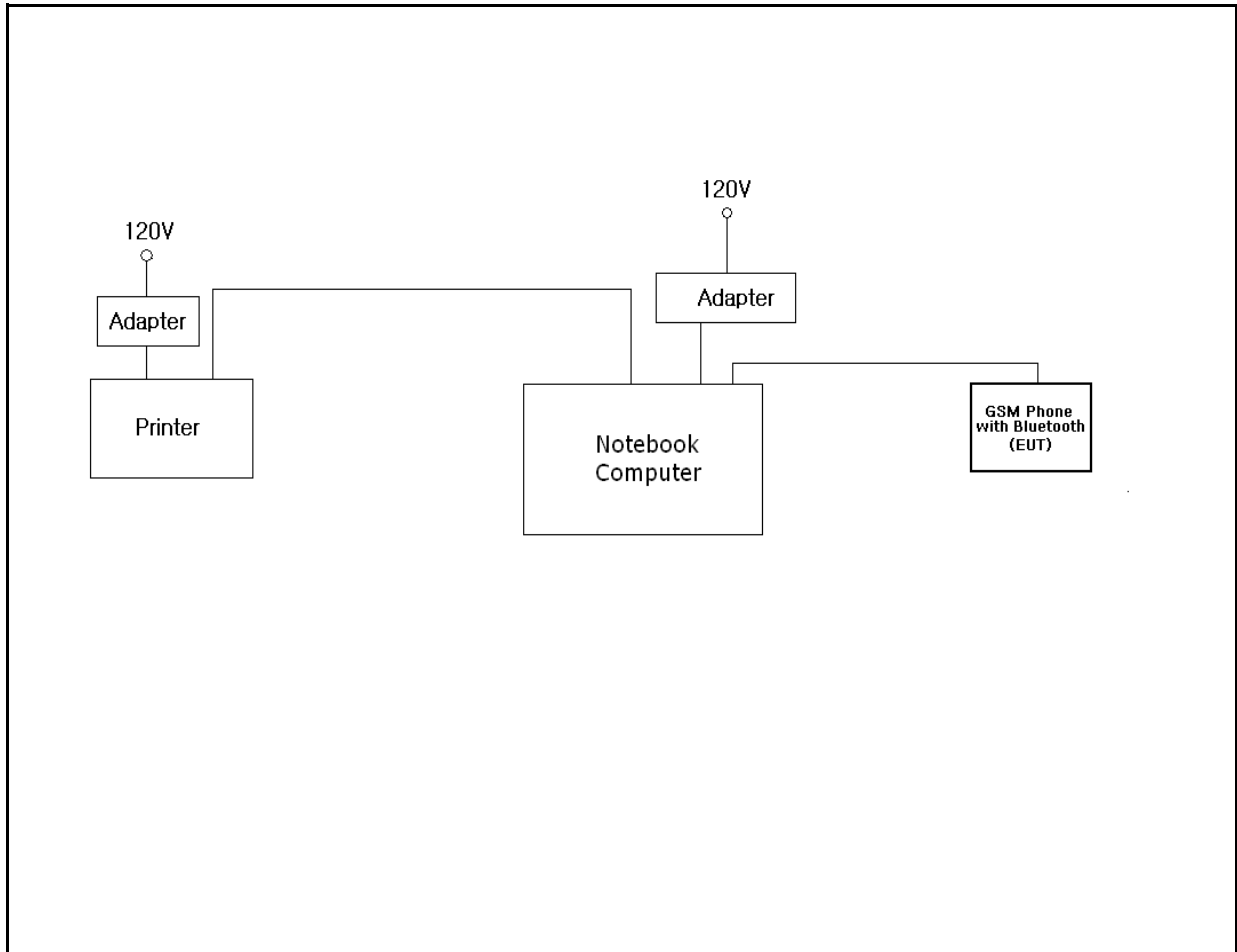 120V
120V
Adapter
Adapter
Printer
Notebook
Computer
GSM Phone
with Bluetooth
(EUT)